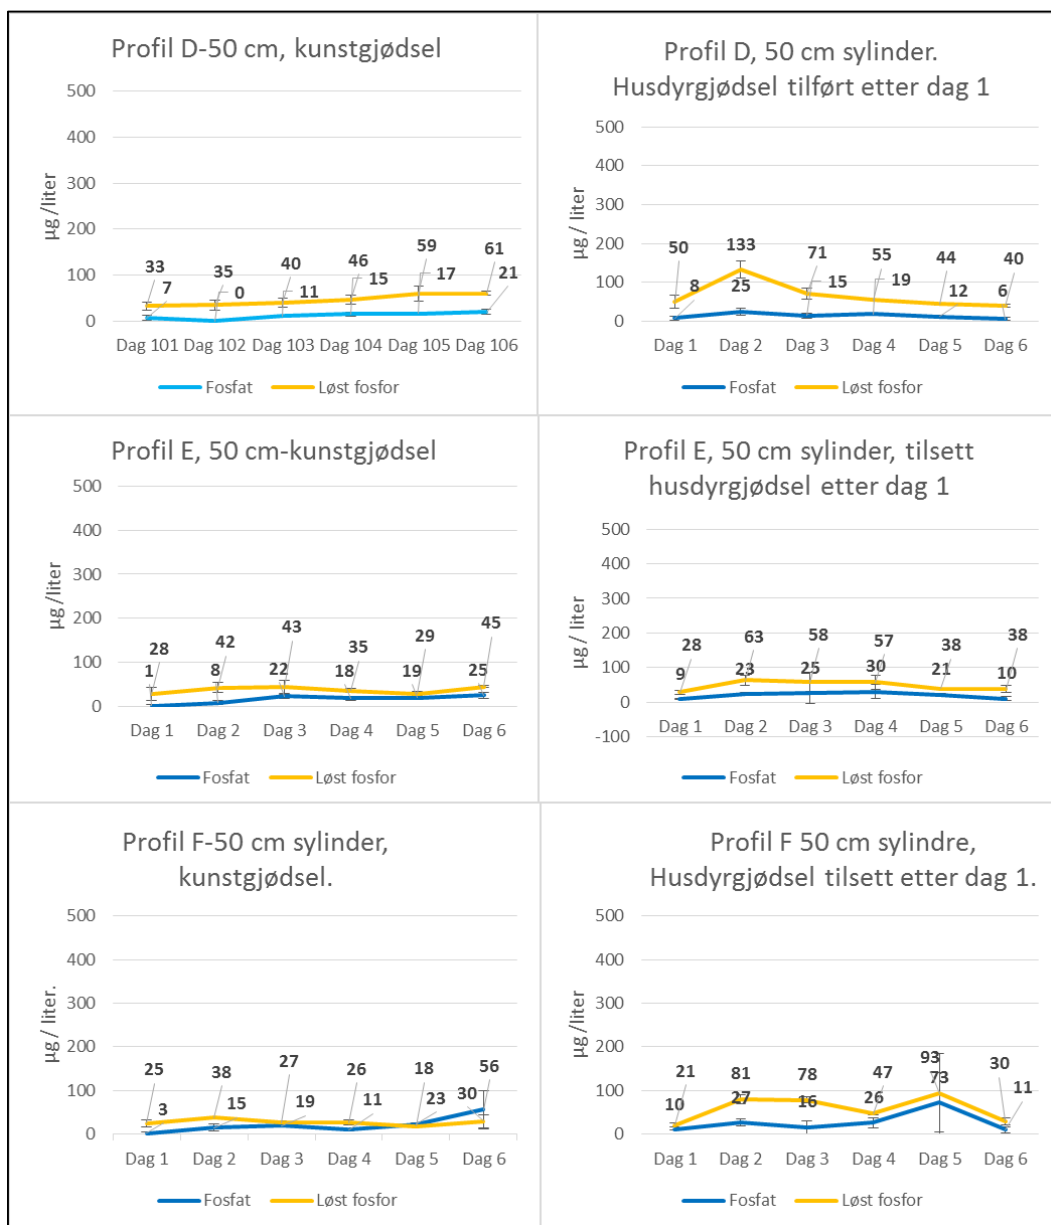 Profil D-50 cm, kunstgjødsel
500
400
300
200
100
0
µg /liter
33 35 40 46 59 61
7 0 11 15 17 21
Dag 101 Dag 102 Dag 103 Dag 104 Dag 105 Dag 106
Fosfat Løst fosfor
Profil D, 50 cm sylinder.
Husdyrgjødsel tilført etter dag 1
500
400
300
200
100
0
µg / liter
50 133 71 55 44 40
8 25 15 19 12 6
Dag 1 Dag 2 Dag 3 Dag 4 Dag 5 Dag 6
Fosfat Løst fosfor
Profil E, 50 cm-kunstgjødsel
500
400
300
200
100
0
µg /liter
28 42 43 35 29 45
1 8 22 18 19 25
Dag 1 Dag 2 Dag 3 Dag 4 Dag 5 Dag 6
Fosfat Løst fosfor
Profil E, 50 cm sylinder, tilsett
husdyrgjødsel etter dag 1
500
400
300
200
100
0
-100
µg / liter
28 63 58 57 38 38
9 23 25 30 21 10
Dag 1 Dag 2 Dag 3 Dag 4 Dag 5 Dag 6
Fosfat Løst fosfor
Profil F-50 cm sylinder,
kunstgjødsel.
500
400
300
200
100
0
µg / liter.
25 38 27 26 18 56
3 15 19 11 23 30
Dag 1 Dag 2 Dag 3 Dag 4 Dag 5 Dag 6
Fosfat Løst fosfor
Profil F 50 cm sylindre,
Husdyrgjødsel tilsett etter dag 1.
500
400
300
200
100
0
µg /liter
21 81 78 47 93 30
10 27 16 26 73 11
Dag 1 Dag 2 Dag 3 Dag 4 Dag 5 Dag 6
Fosfat Løst fosfor